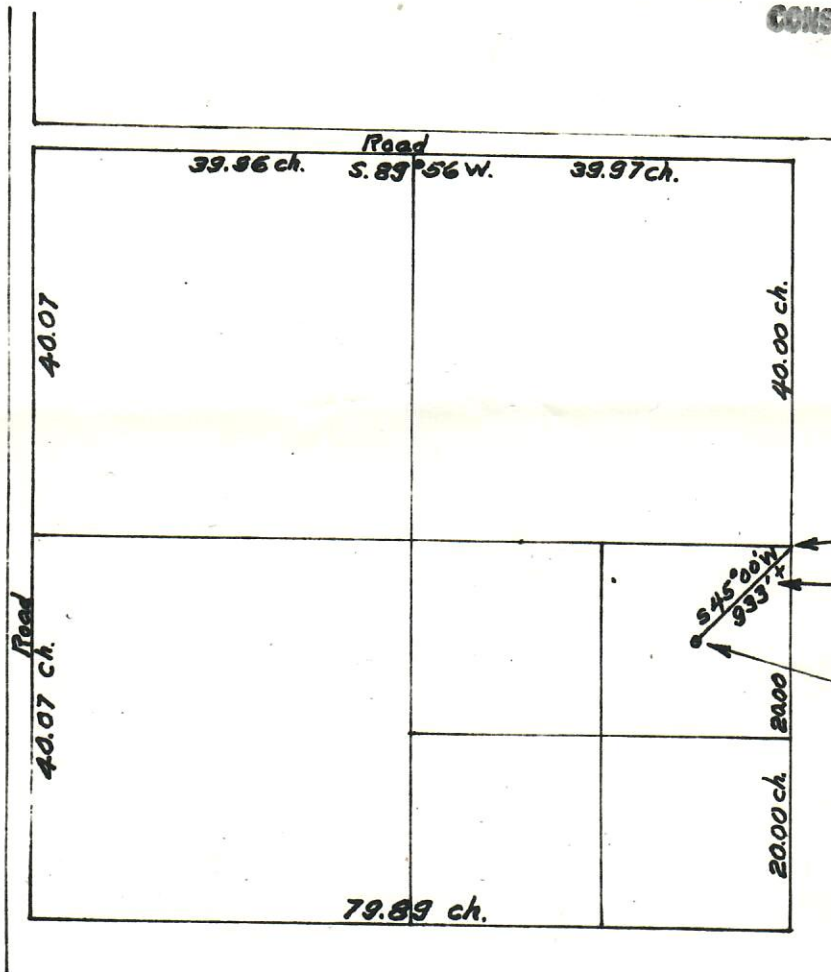 CONS
Road
39.96 ch. S. 89°56 W. 39.97 ch.
40.07
40.00 ch.
S 45°00' W
933' ±
Road
40.07 ch.
20.00
20.00 ch.
79.89 ch.